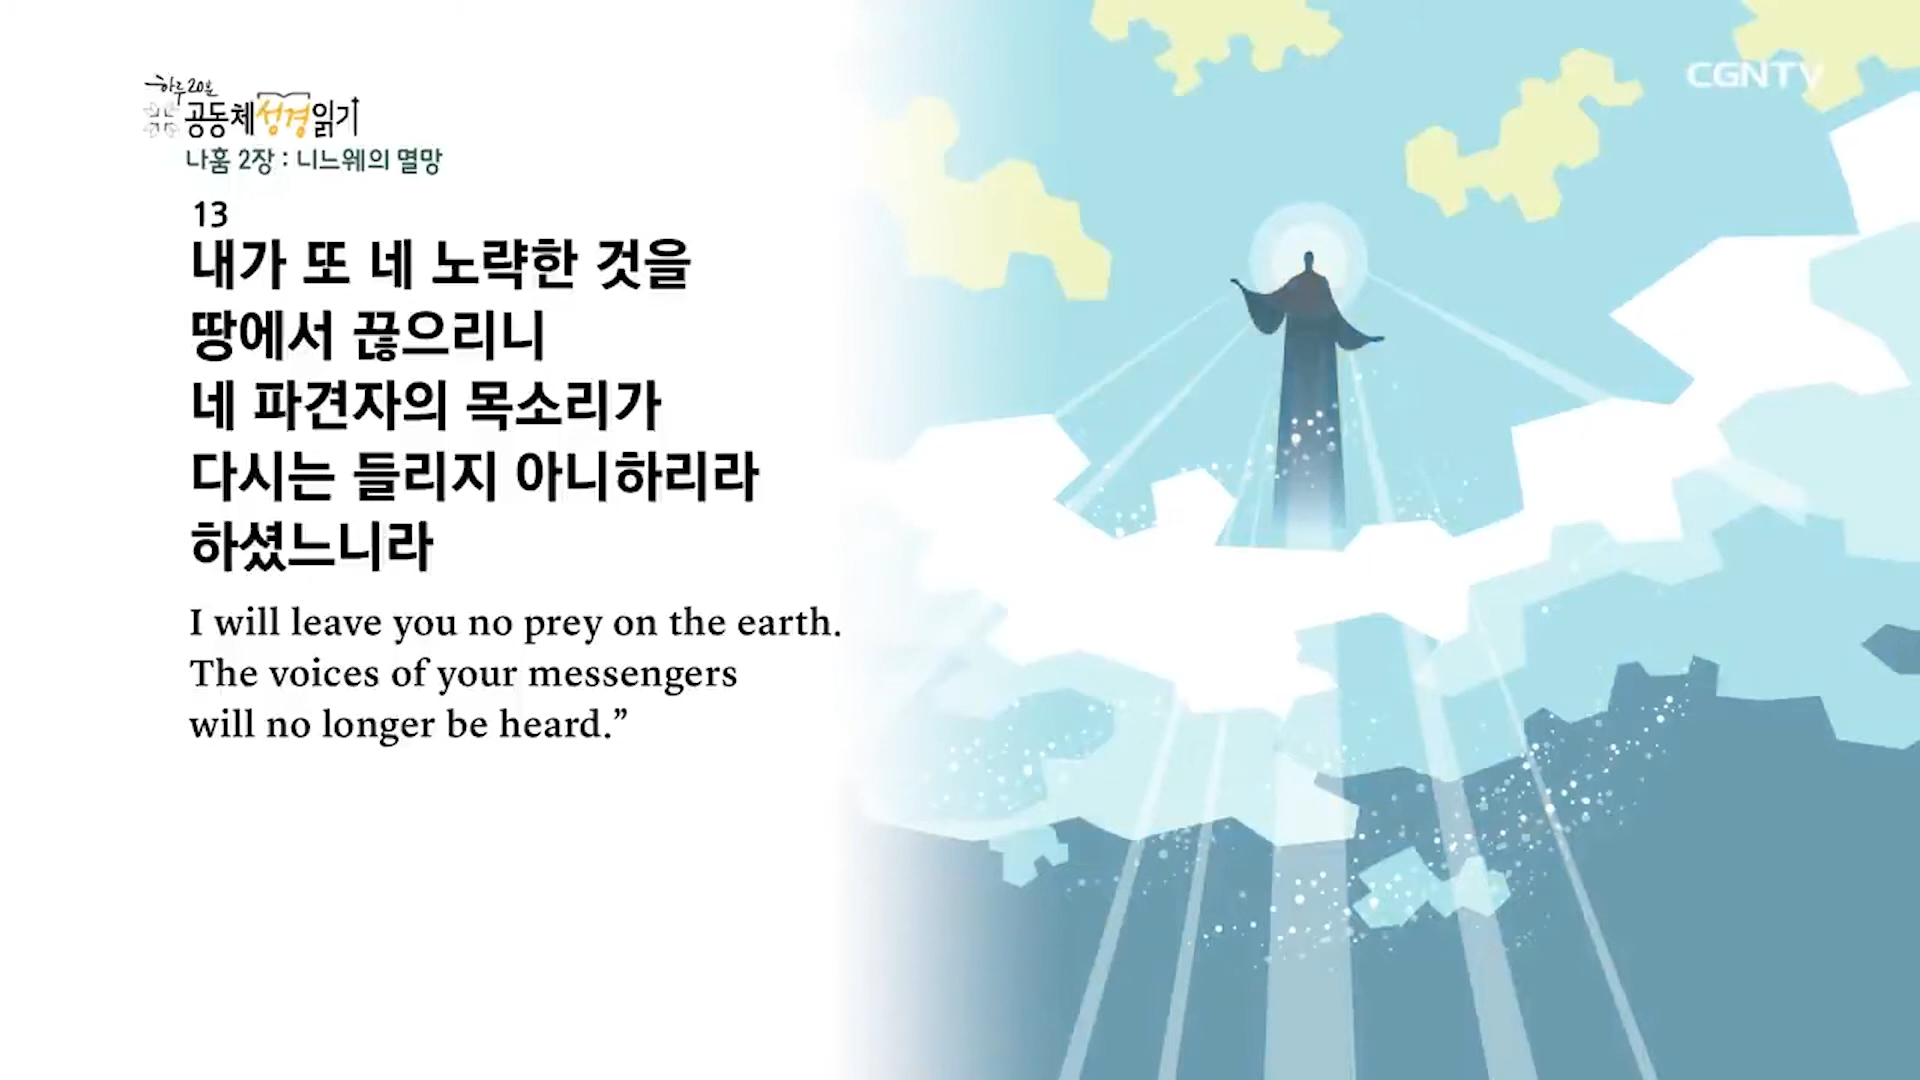 하루 20분
공동체성경읽기
나훔 2장 : 니느웨의 멸망
CGNTV
13
내가 또 네 노략한 것을
땅에서 끊으리니
네 파견자의 목소리가
다시는 들리지 아니하리라
하셨느니라
I will leave you no prey on the earth.
The voices of your messengers
will no longer be heard.”